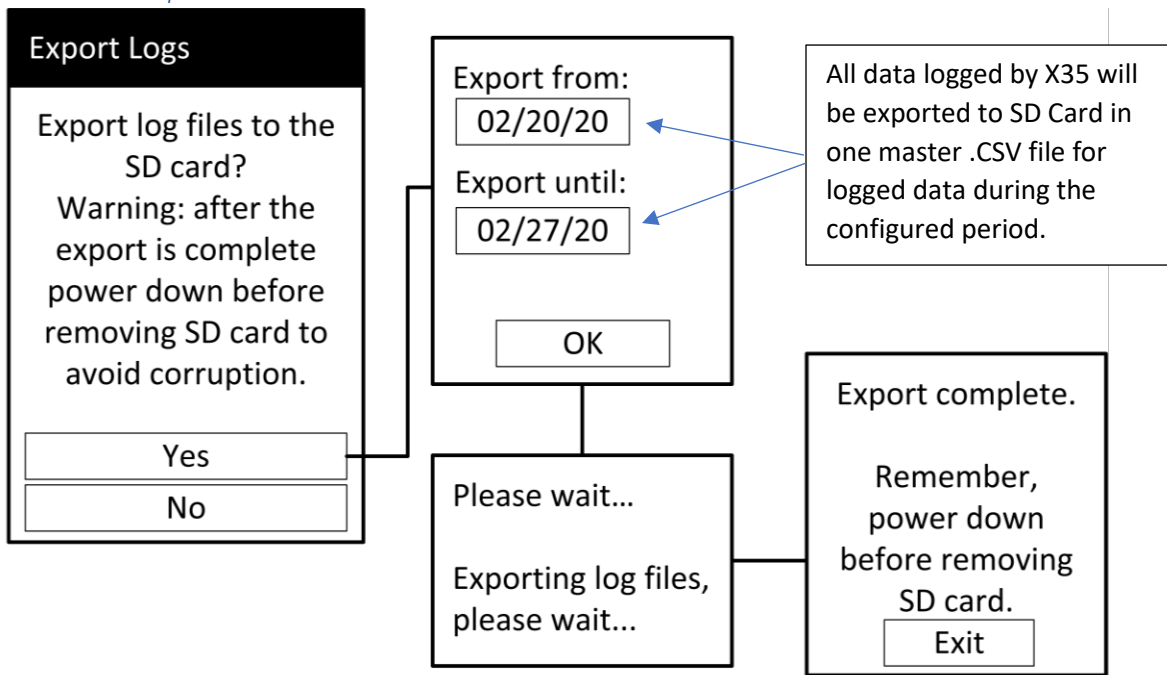 Export Logs
Export log files to the
SD card?
Warning: after the
export is complete
power down before
removing SD card to
avoid corruption.
Yes
No
Export from:
02/20/20
Export until:
02/27/20
OK
All data logged by X35 will
be exported to SD Card in
one master .CSV file for
logged data during the
configured period.
Please wait...
Exporting log files,
please wait...
Export complete.
Remember,
power down
before removing
SD card.
Exit